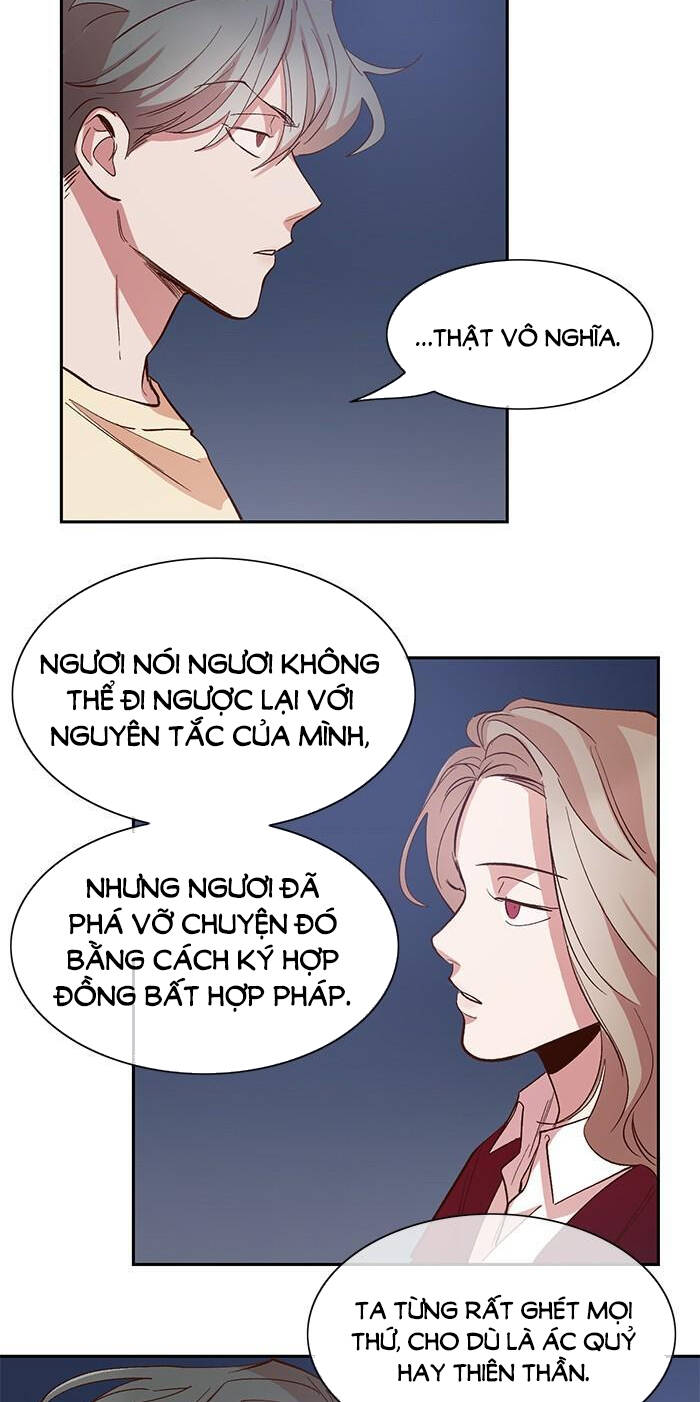 ...THẬT VÔ NGHĨA.
NGƯƠI NÓI NGƯƠI KHÔNG
THỂ ĐI NGƯỢC LẠI VỚI
NGUYÊN TẮC CỦA MÌNH,
NHƯNG NGƯƠI ĐÃ
PHÁ VỠ CHUYỆN ĐÓ
BẰNG CÁCH KÝ HỢP
ĐỒNG BẤT HỢP PHÁP.
TA TỪNG RẤT GHÉT MỌI
THỨ, CHO DÙ LÀ ÁC QUỶ
HAY THIÊN THẦN.